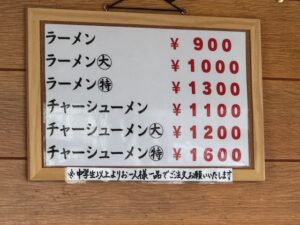 ラーメン ¥ 900
ラーメン㊛ ¥ 1000
ラーメン㊕ ¥ 1300
チャーシューメン ¥ 1100
チャーシューメン大 ¥ 1200
チャーシューメン㊕ ¥ 1600
※中学生以上よりお一人様一品でご注文お願いいたします